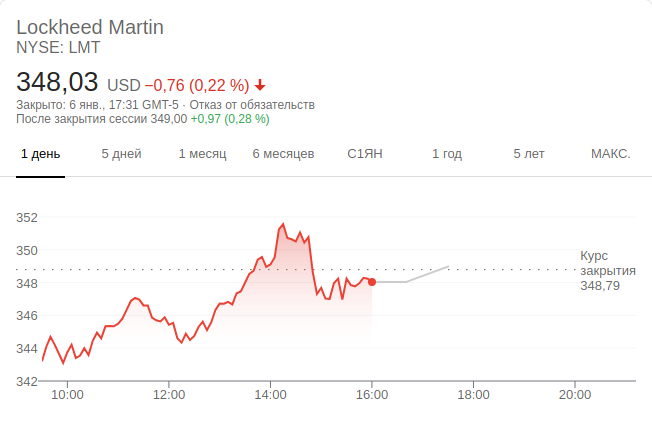 Lockheed Martin
NYSE: LMT
348,03 USD −0,76 (0,22 %)
Закрыто: 6 янв., 17:31 GMT-5 · Отказ от обязательств
После закрытия сессии 349,00 +0,97 (0,28 %)
1 день 5 дней 1 месяц 6 месяцев С1ЯН 1 год 5 лет МАКС.
352
350
Курс
закрытия
348,79
348
346
344
342
10:00 12:00 14:00 16:00 18:00 20:00